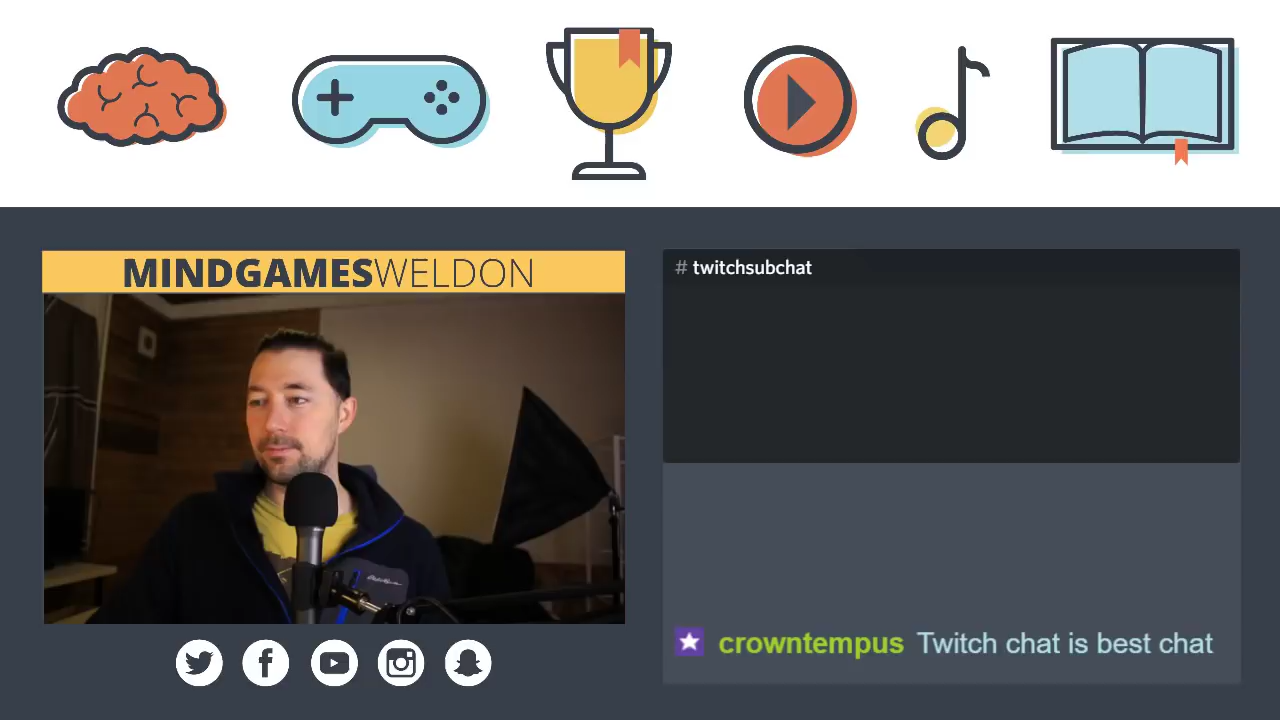 MINDGAMESWELDON
# twitchsubchat
crowntempus Twitch chat is best chat